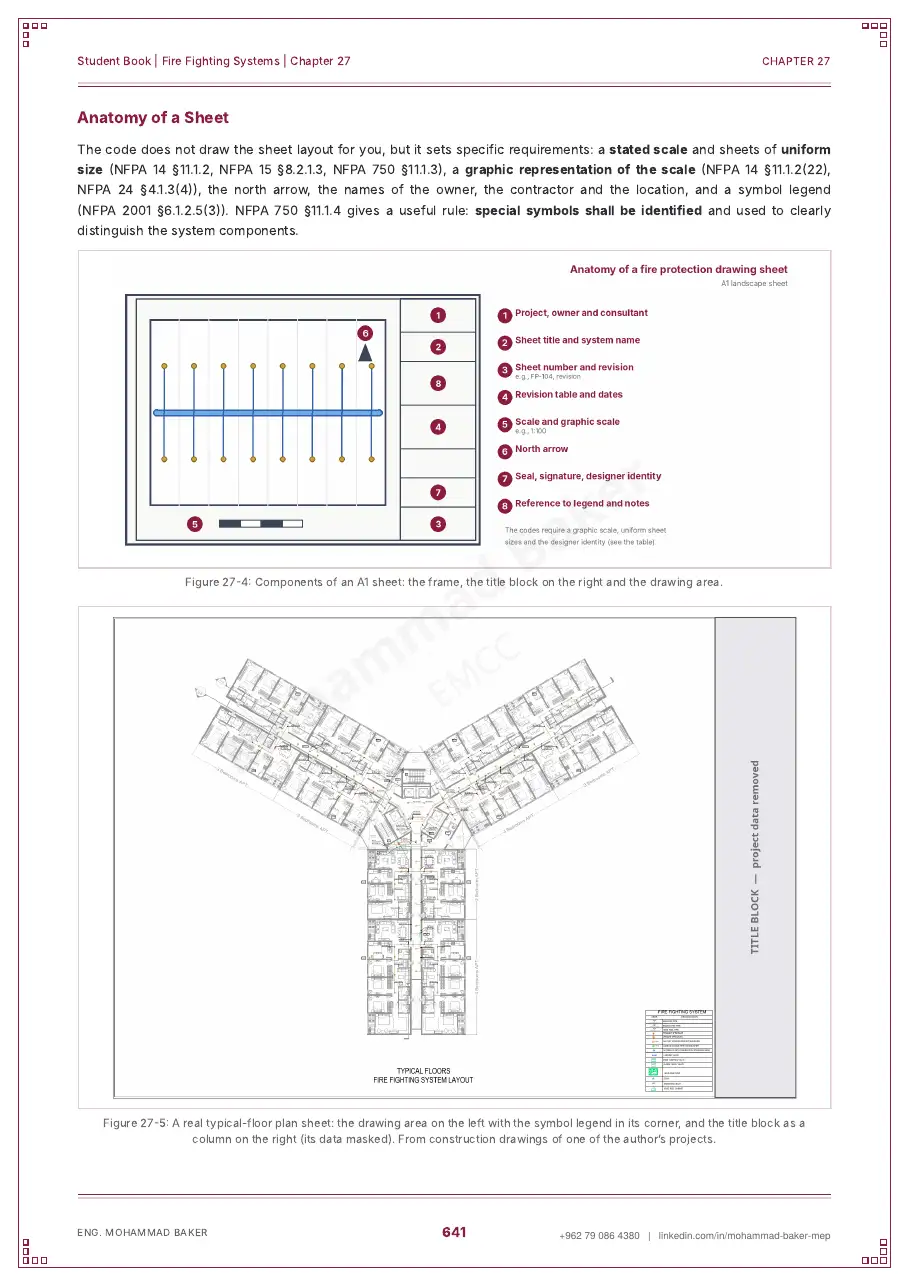 Student Book | Fire Fighting Systems | Chapter 27
CHAPTER 27
Anatomy of a Sheet
The code does not draw the sheet layout for you, but it sets specific requirements: a stated scale and sheets of uniform
size (NFPA 14 §11.1.2, NFPA 15 §8.2.1.3, NFPA 750 §11.1.3), a graphic representation of the scale (NFPA 14 §11.1.2(22),
NFPA 24 §4.1.3(4)), the north arrow, the names of the owner, the contractor and the location, and a symbol legend
(NFPA 2001 §6.1.2.5(3)). NFPA 750 §11.1.4 gives a useful rule: special symbols shall be identified and used to clearly
distinguish the system components.
Anatomy of a fire protection drawing sheet
A1 landscape sheet
1
2
8
4
7
3
6
5
1 Project, owner and consultant
2 Sheet title and system name
3 Sheet number and revision
e.g., FP-104, revision
4 Revision table and dates
5 Scale and graphic scale
e.g., 1:100
6 North arrow
7 Seal, signature, designer identity
8 Reference to legend and notes
The codes require a graphic scale, uniform sheet
sizes and the designer identity (see the table)
Figure 27-4: Components of an A1 sheet: the frame, the title block on the right and the drawing area.
EMCC
TITLE BLOCK — project data removed
FIRE FIGHTING SYSTEM
TYPICAL FLOORS
FIRE FIGHTING SYSTEM LAYOUT
Figure 27-5: A real typical-floor plan sheet: the drawing area on the left with the symbol legend in its corner, and the title block as a
column on the right (its data masked). From construction drawings of one of the author's projects.
ENG. MOHAMMAD BAKER
641
+962 79 086 4380 | linkedin.com/in/mohammad-baker-mep